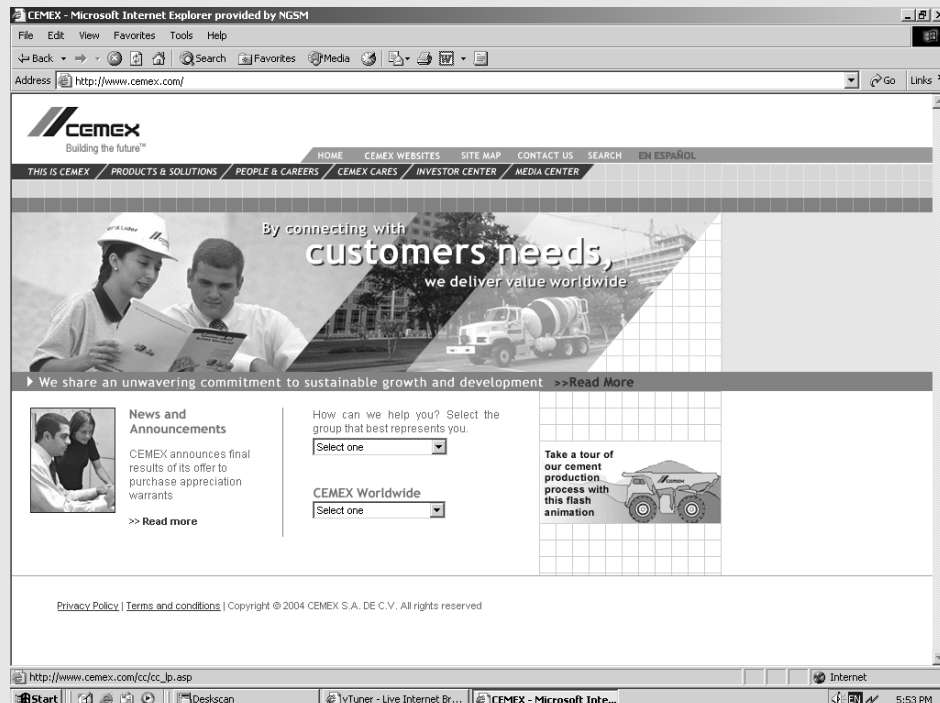 CEMEX - Microsoft Internet Explorer provided by NGSM
File Edit View Favorites Tools Help
Back Search Favorites Media
Address http://www.cemex.com/ Go Links
CEMEX
Building the future™
HOME CEMEX WEBSITES SITE MAP CONTACT US SEARCH EN ESPAÑOL
THIS IS CEMEX PRODUCTS & SOLUTIONS PEOPLE & CAREERS CEMEX CARES INVESTOR CENTER MEDIA CENTER
By connecting with
customers needs,
we deliver value worldwide
We share an unwavering commitment to sustainable growth and development >>Read More
News and
Announcements
CEMEX announces final
results of its offer to
purchase appreciation
warrants
>> Read more
How can we help you? Select the
group that best represents you.
Select one
CEMEX Worldwide
Select one
Take a tour of
our cement
production
process with
this flash
animation
CEMEX
Privacy Policy | Terms and conditions | Copyright © 2004 CEMEX S.A. DE C.V. All rights reserved
http://www.cemex.com/cc/cc_lp.asp Internet
Start Deskscan vTuner - Live Internet Br... CEMEX - Microsoft Inte... EN 5:53 PM